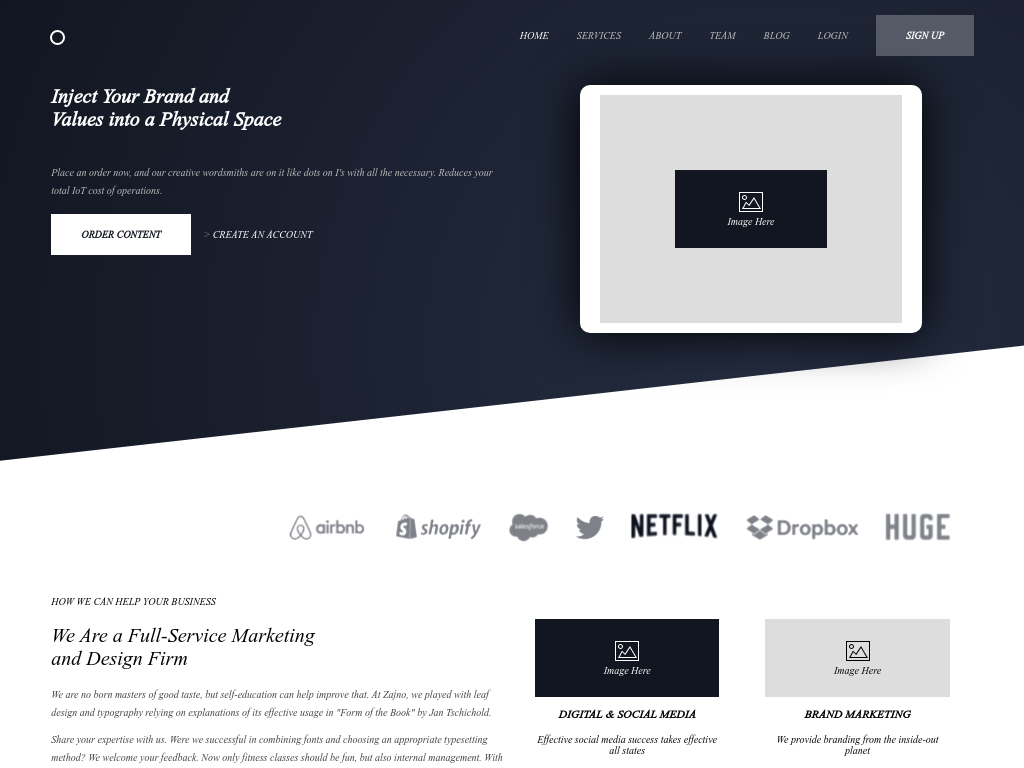 HOME SERVICES ABOUT TEAM BLOG LOGIN SIGN UP
Inject Your Brand and
Values into a Physical Space
Place an order now, and our creative wordsmiths are on it like dots on I's with all the necessary. Reduces your
total IoT cost of operations.
ORDER CONTENT > CREATE AN ACCOUNT
Image Here
airbnb shopify salesforce NETFLIX Dropbox HUGE
HOW WE CAN HELP YOUR BUSINESS
We Are a Full-Service Marketing
and Design Firm
We are no born masters of good taste, but self-education can help improve that. At Zajno, we played with leaf
design and typography relying on explanations of its effective usage in "Form of the Book" by Jan Tschichold.
Share your expertise with us. Were we successful in combining fonts and choosing an appropriate typesetting
method? We welcome your feedback. Now only fitness classes should be fun, but also internal management. With
Image Here
DIGITAL & SOCIAL MEDIA
Effective social media success takes effective
all states
Image Here
BRAND MARKETING
We provide branding from the inside-out
planet